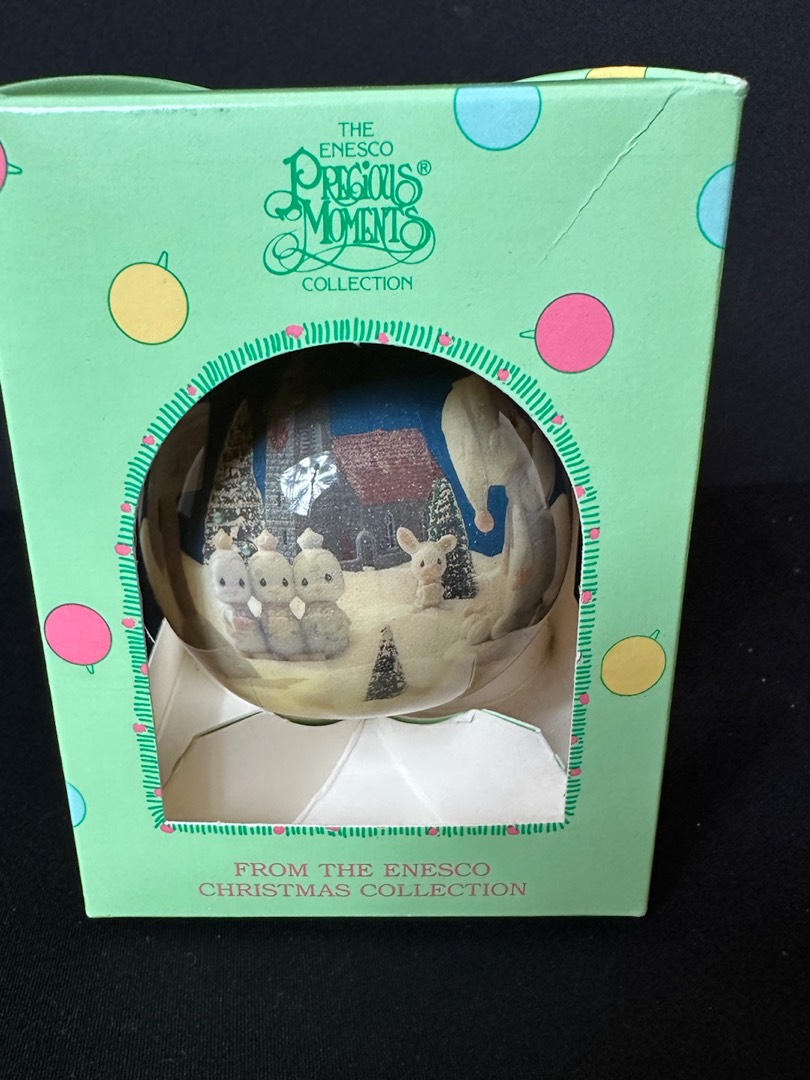 THE
ENESCO
PRECIOUS®
MOMENTS
COLLECTION
FROM THE ENESCO
CHRISTMAS COLLECTION